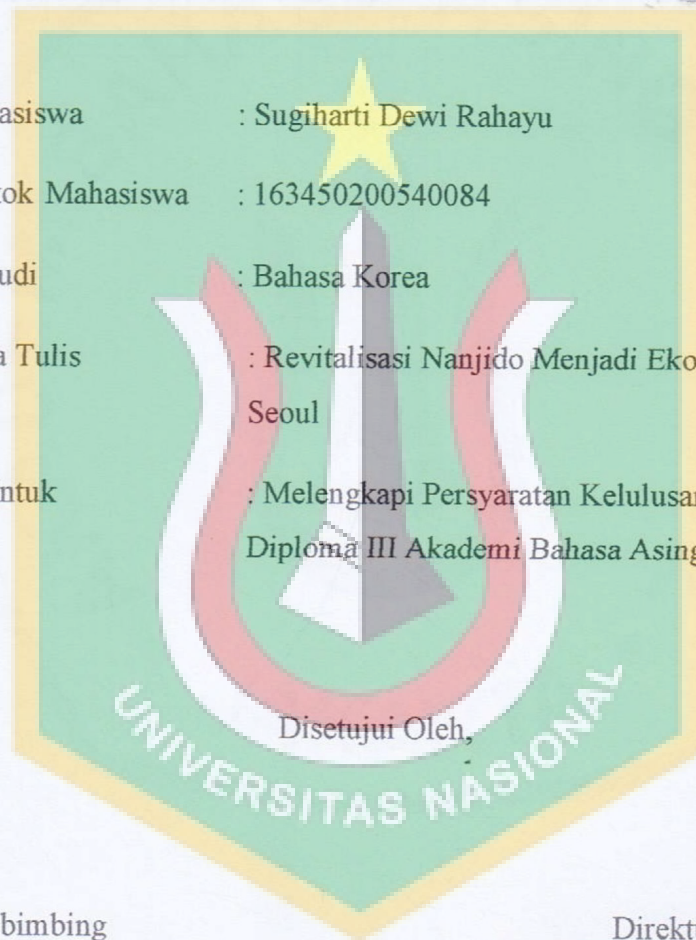 asiswa : Sugiharti Dewi Rahayu
ok Mahasiswa : 163450200540084
udi : Bahasa Korea
a Tulis : Revitalisasi Nanjido Menjadi Eko
Seoul
ntuk : Melengkapi Persyaratan Kelulusan
Diploma III Akademi Bahasa Asing
Disetujui Oleh,
UNIVERSITAS NASIONAL
bimbing Direkt